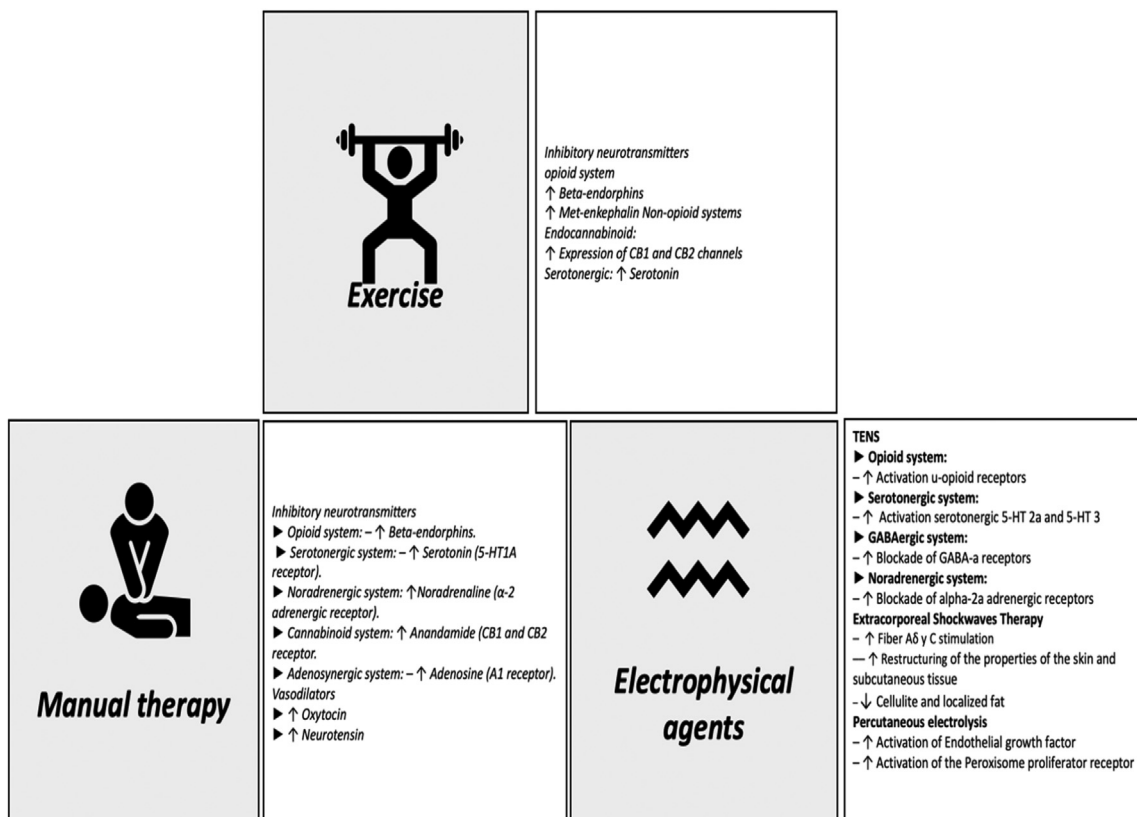 Exercise
Inhibitory neurotransmitters
opioid system
↑ Beta-endorphins
↑ Met-enkephalin Non-opioid systems
Endocannabinoid:
↑ Expression of CB1 and CB2 channels
Serotonergic: ↑ Serotonin
Manual therapy
Inhibitory neurotransmitters
▶ Opioid system: – ↑ Beta-endorphins.
▶ Serotonergic system: – ↑ Serotonin (5-HT1A
receptor).
▶ Noradrenergic system: ↑Noradrenaline (α-2
adrenergic receptor).
▶ Cannabinoid system: ↑ Anandamide (CB1 and CB2
receptor.
▶ Adenosynergic system: – ↑ Adenosine (A1 receptor).
Vasodilators
▶ ↑ Oxytocin
▶ ↑ Neurotensin
Electrophysical
agents
TENS
▶ Opioid system:
– ↑ Activation u-opioid receptors
▶ Serotonergic system:
– ↑ Activation serotonergic 5-HT 2a and 5-HT 3
▶ GABAergic system:
– ↑ Blockade of GABA-a receptors
▶ Noradrenergic system:
– ↑ Blockade of alpha-2a adrenergic receptors
Extracorporeal Shockwaves Therapy
– ↑ Fiber Aδ y C stimulation
— ↑ Restructuring of the properties of the skin and
subcutaneous tissue
– ↓ Cellulite and localized fat
Percutaneous electrolysis
– ↑ Activation of Endothelial growth factor
– ↑ Activation of the Peroxisome proliferator receptor